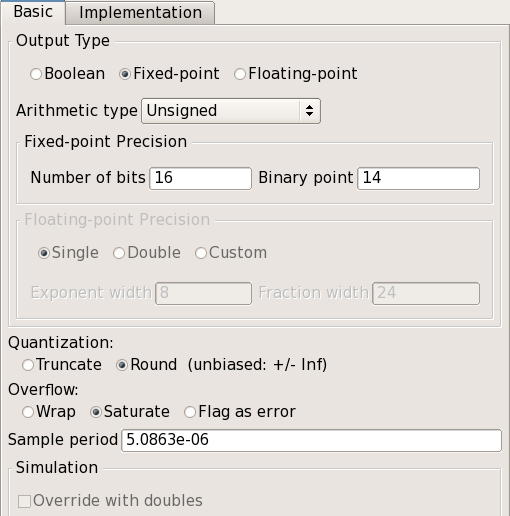 Basic Implementation
Output Type
Boolean Fixed-point Floating-point
Arithmetic type Unsigned
Fixed-point Precision
Number of bits 16 Binary point 14
Floating-point Precision
Single Double Custom
Exponent width 8 Fraction width 24
Quantization:
Truncate Round (unbiased: +/- Inf)
Overflow:
Wrap Saturate Flag as error
Sample period 5.0863e-06
Simulation
Override with doubles